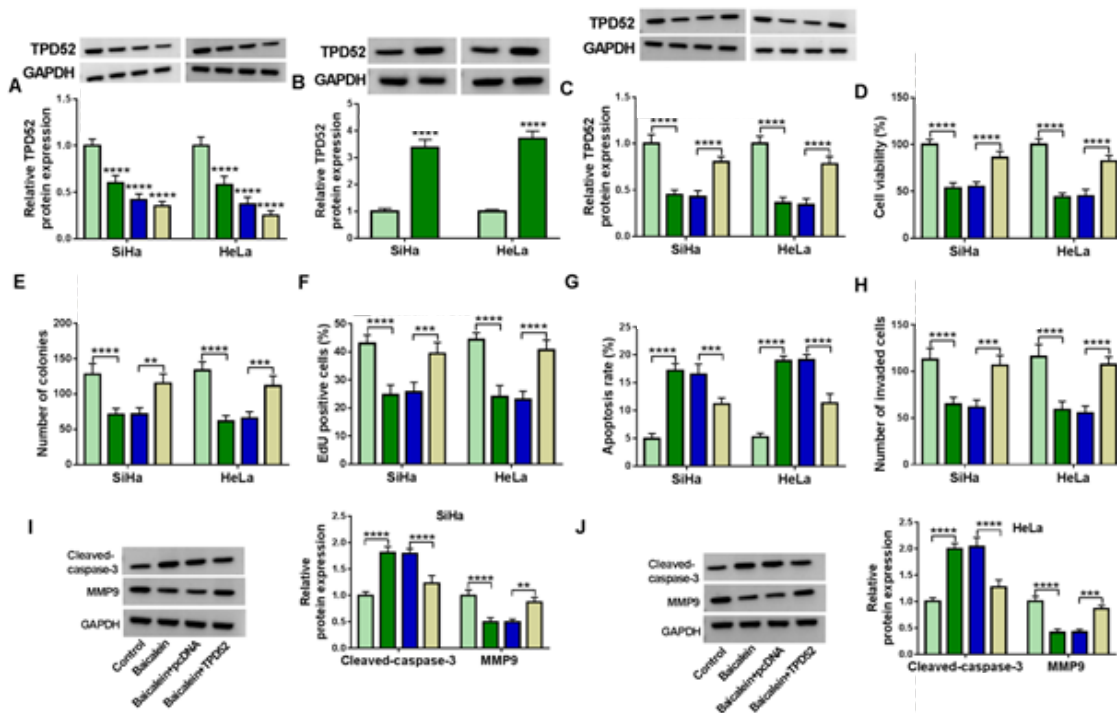 TPD52
GAPDH
TPD52
GAPDH
TPD52
GAPDH
A
Relative TPD52
protein expression
1.5
1.0
0.5
0.0
****
****
****
****
****
****
SiHa
HeLa
B
Relative TPD52
protein expression
5
4
3
2
1
0
****
****
SiHa
HeLa
C
Relative TPD52
protein expression
1.5
1.0
0.5
0.0
****
****
****
****
SiHa
HeLa
D
Cell viability (%)
150
100
50
0
****
****
****
****
SiHa
HeLa
E
Number of colonies
200
150
100
50
0
****
**
****
***
SiHa
HeLa
F
EdU positive cells (%)
60
40
20
0
****
***
****
****
SiHa
HeLa
G
Apoptosis rate (%)
25
20
15
10
5
0
****
***
****
****
SiHa
HeLa
H
Number of invaded cells
200
150
100
50
0
****
***
****
****
SiHa
HeLa
I
Cleaved-
caspase-3
MMP9
GAPDH
Control
Baicalein
Baicalein+pcDNA
Baicalein+TPD52
SiHa
Relative
protein expression
2.5
2.0
1.5
1.0
0.5
0.0
****
****
****
**
Cleaved-caspase-3
MMP9
J
Cleaved-
caspase-3
MMP9
GAPDH
Control
Baicalein
Baicalein+pcDNA
Baicalein+TPD52
HeLa
Relative
protein expression
2.5
2.0
1.5
1.0
0.5
0.0
****
****
****
***
Cleaved-caspase-3
MMP9